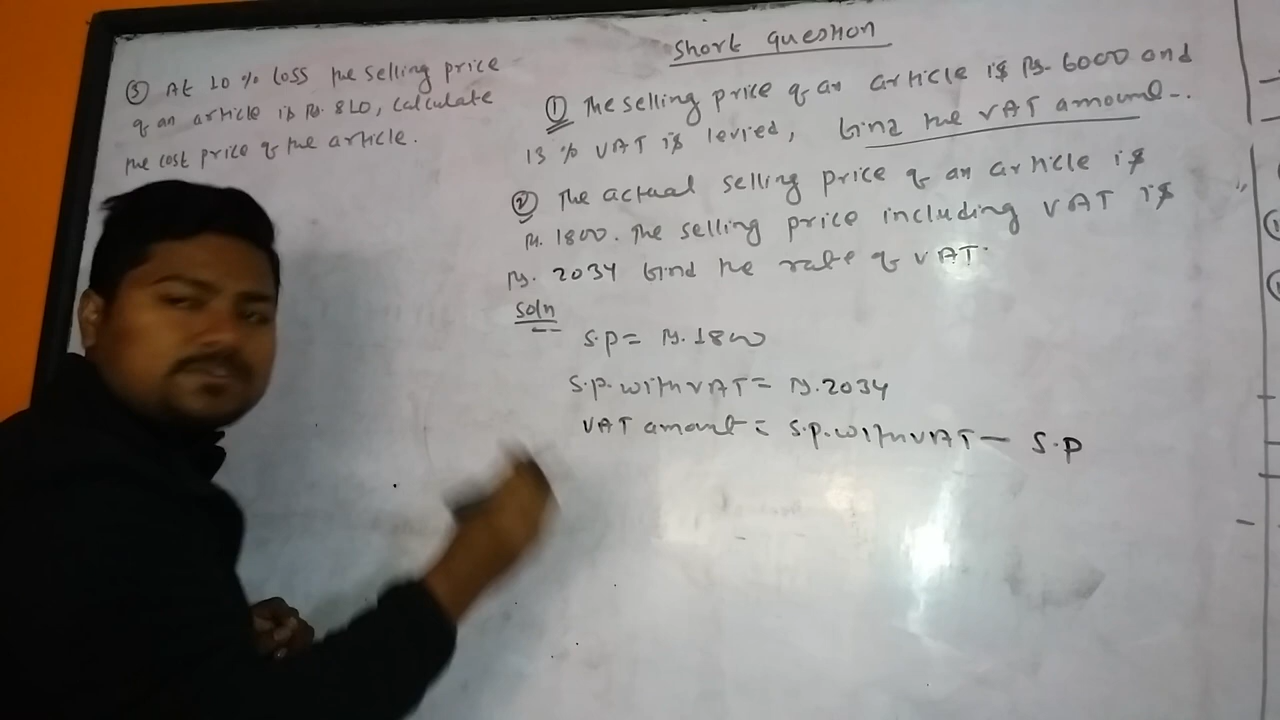 Short question
① The selling price of an article is Rs. 6000 and
13 % VAT is levied, find the VAT amount.
② The actual selling price of an article is
Rs. 1800. The selling price including VAT is
Rs. 2034 find the rate of VAT.
Soln
S.P = Rs. 1800
S.P. with VAT = Rs. 2034
VAT amount = S.P. with VAT - S.P
③ At 10 % loss the selling price
of an article is Rs. 810, calculate
the cost price of the article.